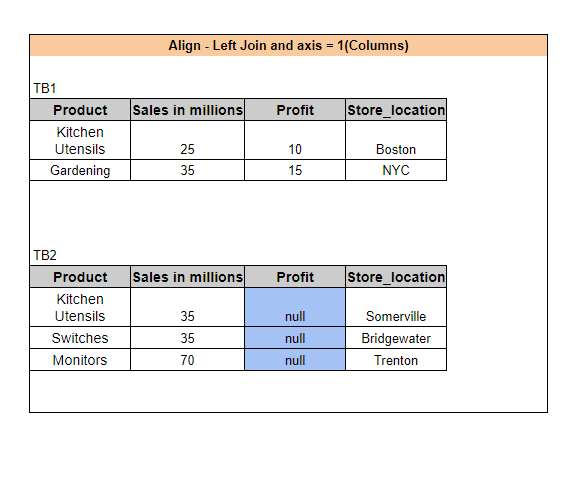 Align - Left Join and axis = 1(Columns)
TB1
Product Sales in millions Profit Store_location
Kitchen
Utensils 25 10 Boston
Gardening 35 15 NYC
TB2
Product Sales in millions Profit Store_location
Kitchen
Utensils 35 null Somerville
Switches 35 null Bridgewater
Monitors 70 null Trenton